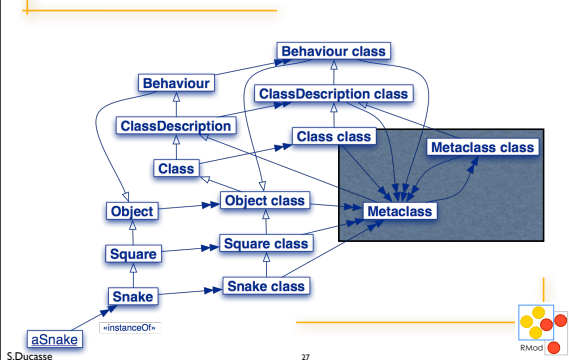 Behaviour class
Behaviour
ClassDescription class
ClassDescription
Class class
Metaclass class
Class
Object class
Object
Metaclass
Square class
Square
Snake class
Snake
«instanceOf»
aSnake
RMod
S.Ducasse
27